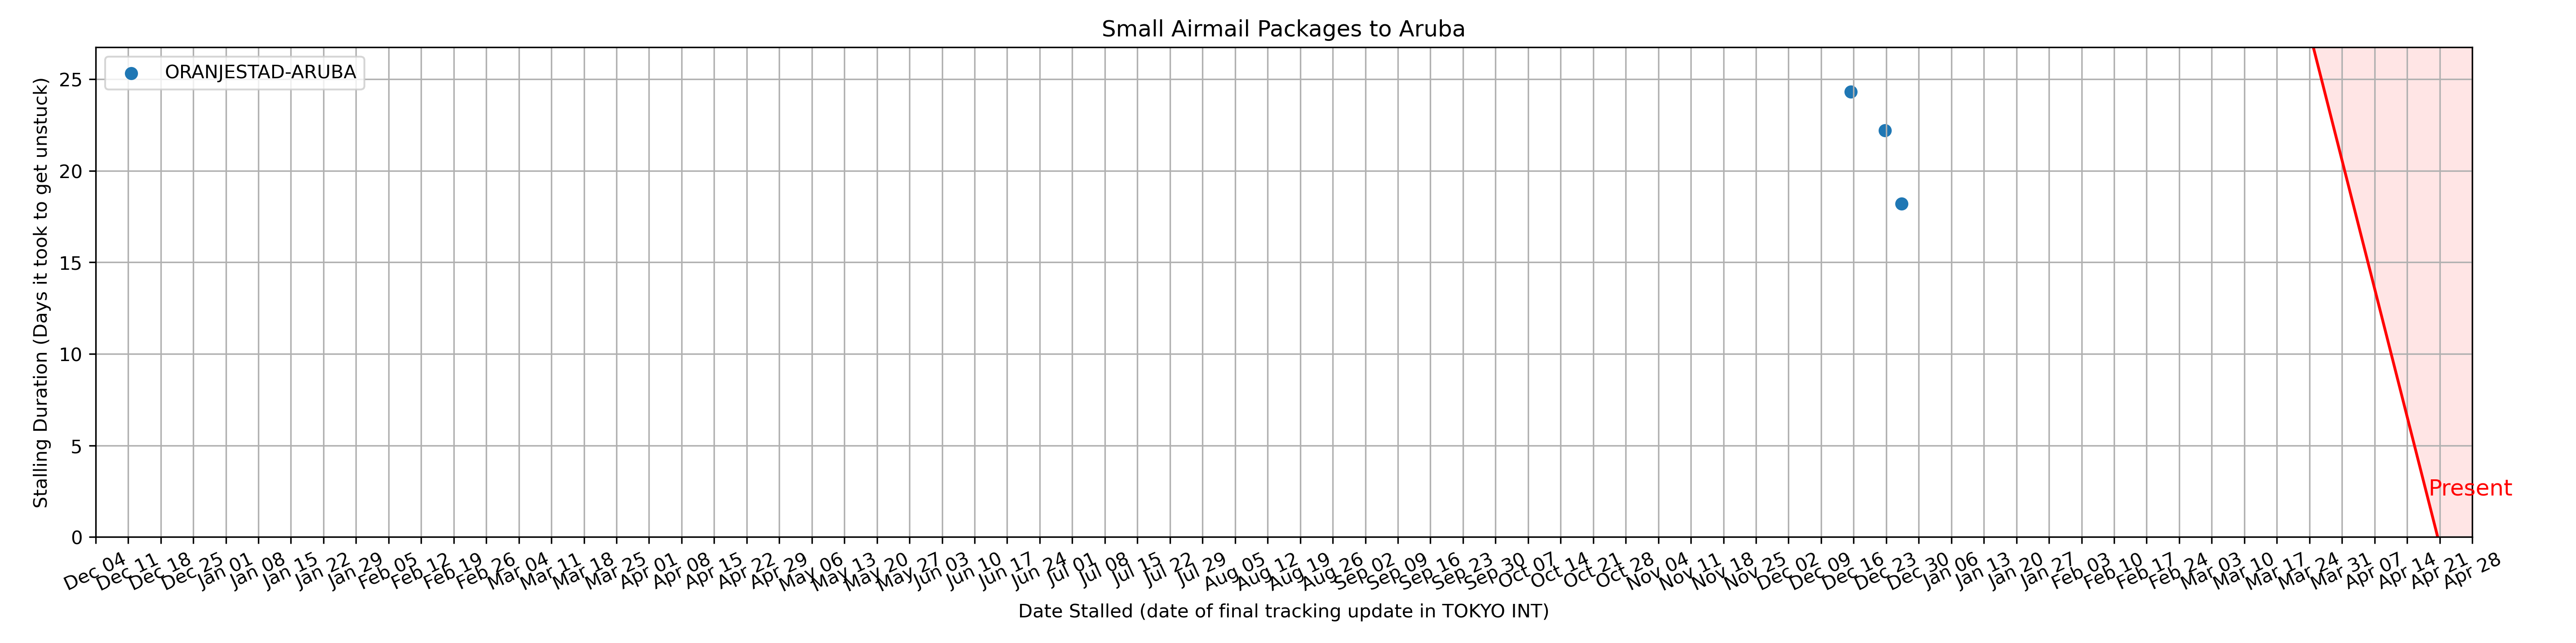 Small Airmail Packages to Aruba
ORANJESTAD-ARUBA
Stalling Duration (Days it took to get unstuck)
25
20
15
10
5
0
Present
Dec 04 Dec 11 Dec 18 Dec 25 Jan 01 Jan 08 Jan 15 Jan 22 Jan 29 Feb 05 Feb 12 Feb 19 Feb 26 Mar 04 Mar 11 Mar 18 Mar 25 Apr 01 Apr 08 Apr 15 Apr 22 Apr 29 May 06 May 13 May 20 May 27 Jun 03 Jun 10 Jun 17 Jun 24 Jul 01 Jul 08 Jul 15 Jul 22 Jul 29 Aug 05 Aug 12 Aug 19 Aug 26 Sep 02 Sep 09 Sep 16 Sep 23 Sep 30 Oct 07 Oct 14 Oct 21 Oct 28 Nov 04 Nov 11 Nov 18 Nov 25 Dec 02 Dec 09 Dec 16 Dec 23 Dec 30 Jan 06 Jan 13 Jan 20 Jan 27 Feb 03 Feb 10 Feb 17 Feb 24 Mar 03 Mar 10 Mar 17 Mar 24 Mar 31 Apr 07 Apr 14 Apr 21 Apr 28
Date Stalled (date of final tracking update in TOKYO INT)